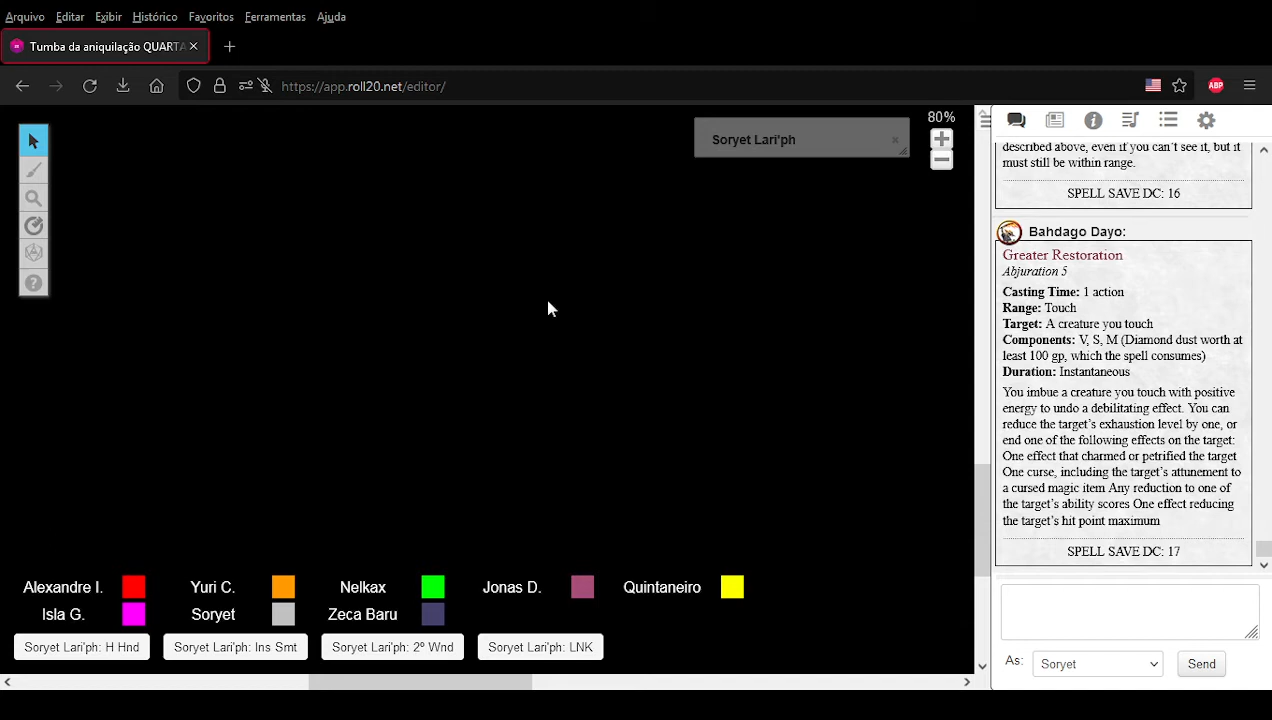 Arquivo Editar Exibir Histórico Favoritos Ferramentas Ajuda
Tumba da aniquilação QUARTA
https://app.roll20.net/editor/
ABP
Soryet Lari'ph
80%
described above, even if you can't see it, but it
must still be within range.
SPELL SAVE DC: 16
Bahdago Dayo:
Greater Restoration
Abjuration 5
Casting Time: 1 action
Range: Touch
Target: A creature you touch
Components: V, S, M (Diamond dust worth at
least 100 gp, which the spell consumes)
Duration: Instantaneous
You imbue a creature you touch with positive
energy to undo a debilitating effect. You can
reduce the target's exhaustion level by one, or
end one of the following effects on the target:
One effect that charmed or petrified the target
One curse, including the target's attunement to
a cursed magic item Any reduction to one of
the target's ability scores One effect reducing
the target's hit point maximum
SPELL SAVE DC: 17
Alexandre I. Yuri C. Nelkax Jonas D. Quintaneiro
Isla G. Soryet Zeca Baru
Soryet Lari'ph: H Hnd Soryet Lari'ph: Ins Smt Soryet Lari'ph: 2º Wnd Soryet Lari'ph: LNK
As: Soryet Send